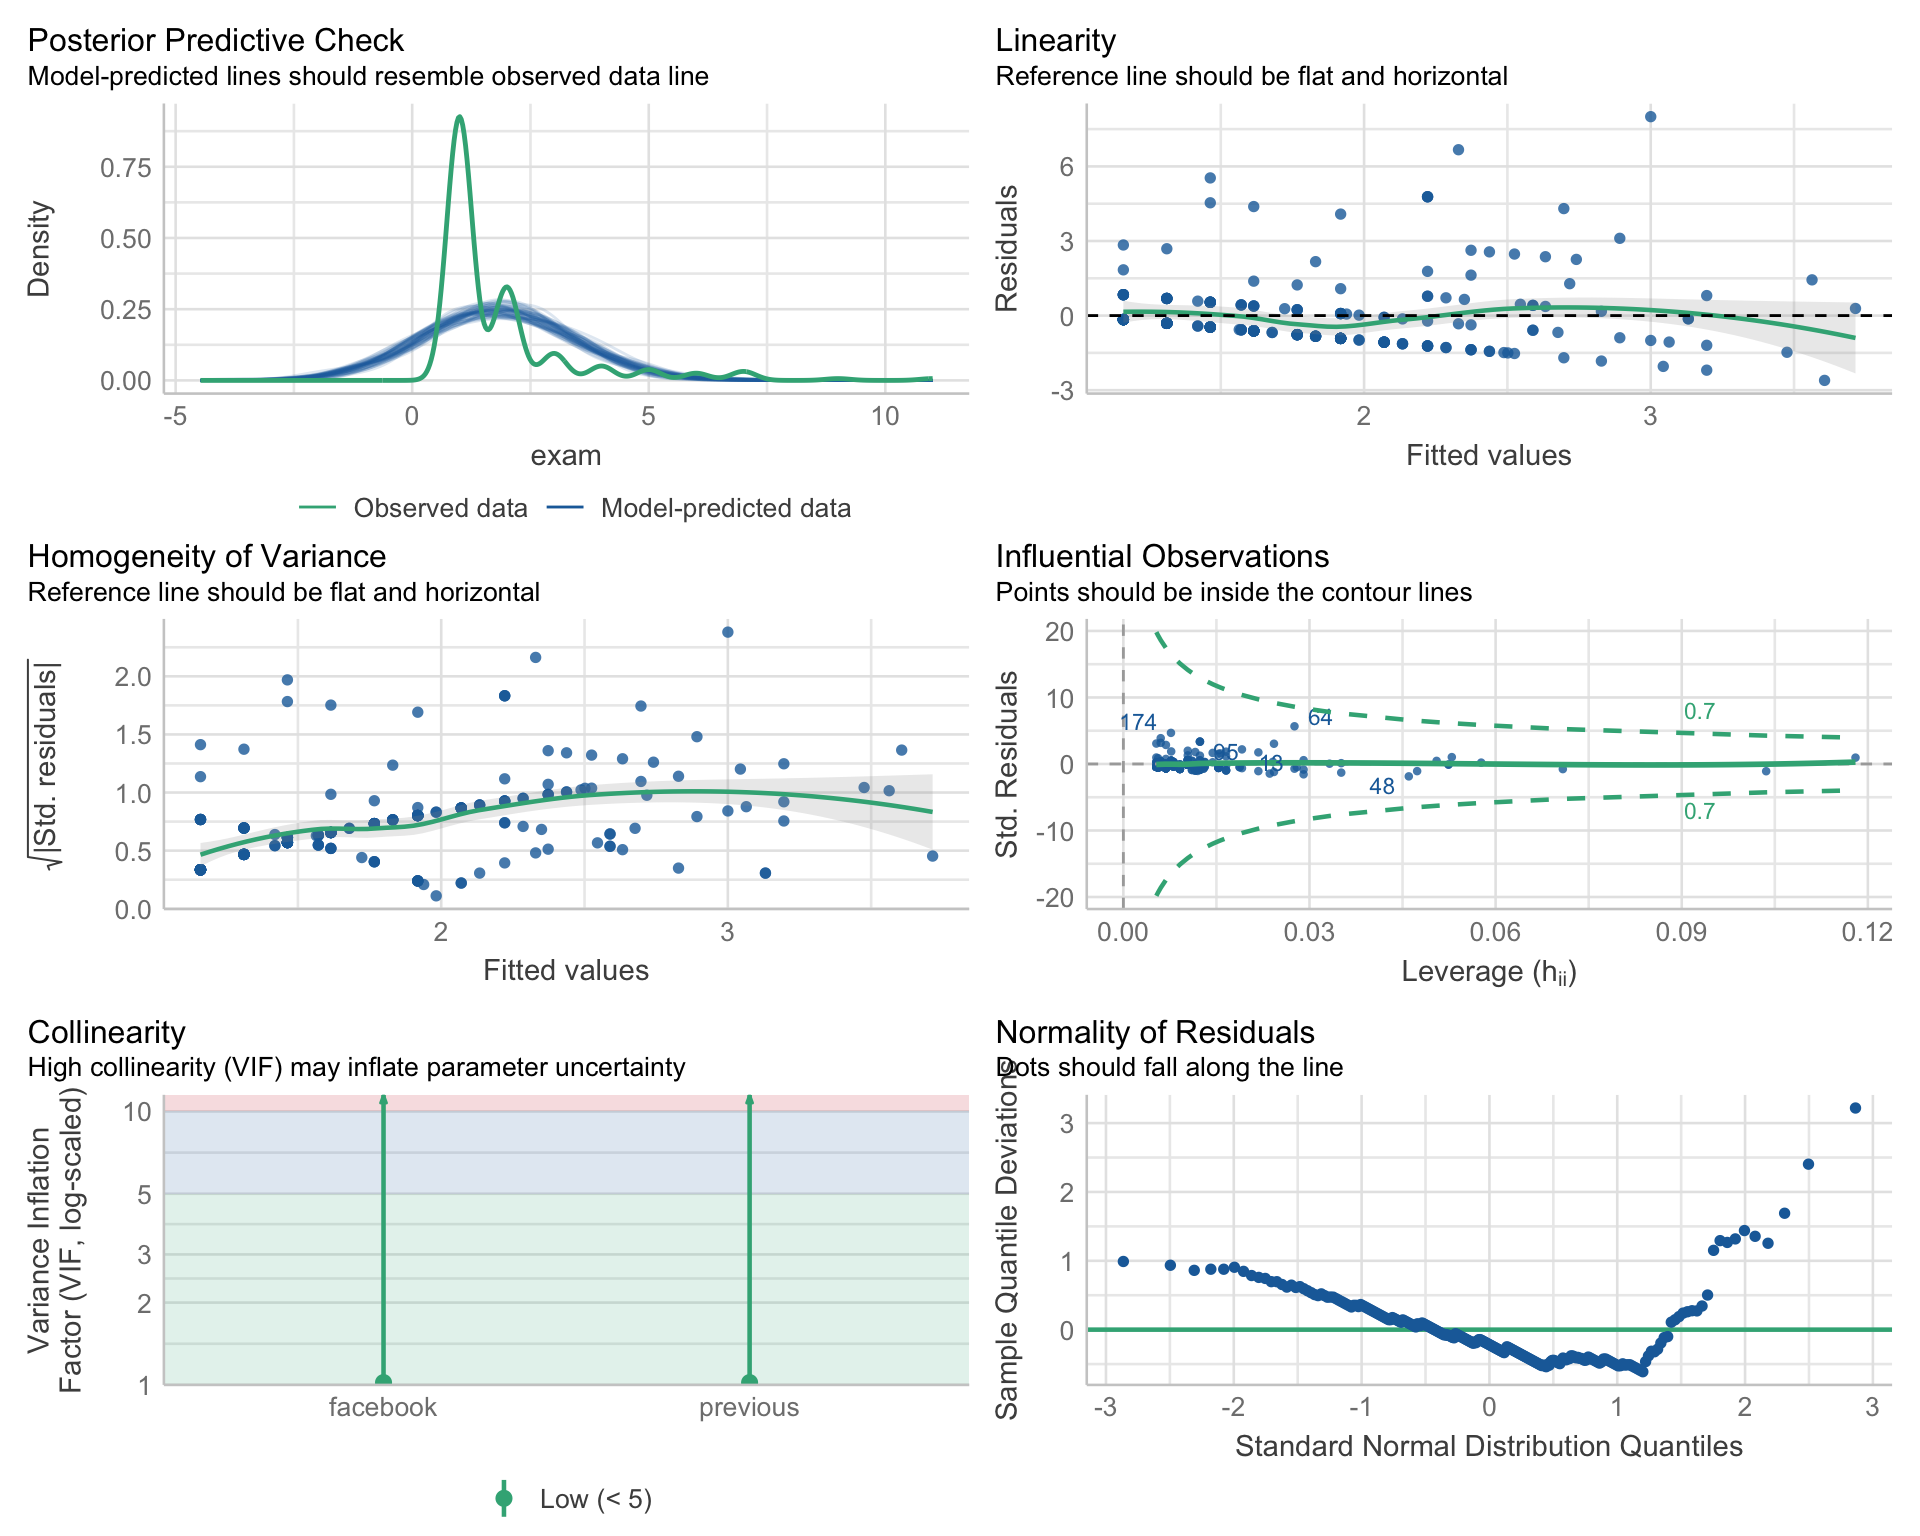 Posterior Predictive Check
Model-predicted lines should resemble observed data line
Density
0.75
0.50
0.25
0.00
-5
0
5
10
exam
Observed data
Model-predicted data
Linearity
Reference line should be flat and horizontal
Residuals
6
3
0
-3
2
3
Fitted values
Homogeneity of Variance
Reference line should be flat and horizontal
√|Std. residuals|
2.0
1.5
1.0
0.5
0.0
2
3
Fitted values
Influential Observations
Points should be inside the contour lines
Std. Residuals
20
10
0
-10
-20
174
64
95
13
48
0.7
0.7
0.00
0.03
0.06
0.09
0.12
Leverage (hii)
Collinearity
High collinearity (VIF) may inflate parameter uncertainty
Variance Inflation
Factor (VIF, log-scaled)
10
5
3
2
1
facebook
previous
Low (< 5)
Normality of Residuals
Dots should fall along the line
Sample Quantile Deviations
3
2
1
0
-3
-2
-1
0
1
2
3
Standard Normal Distribution Quantiles